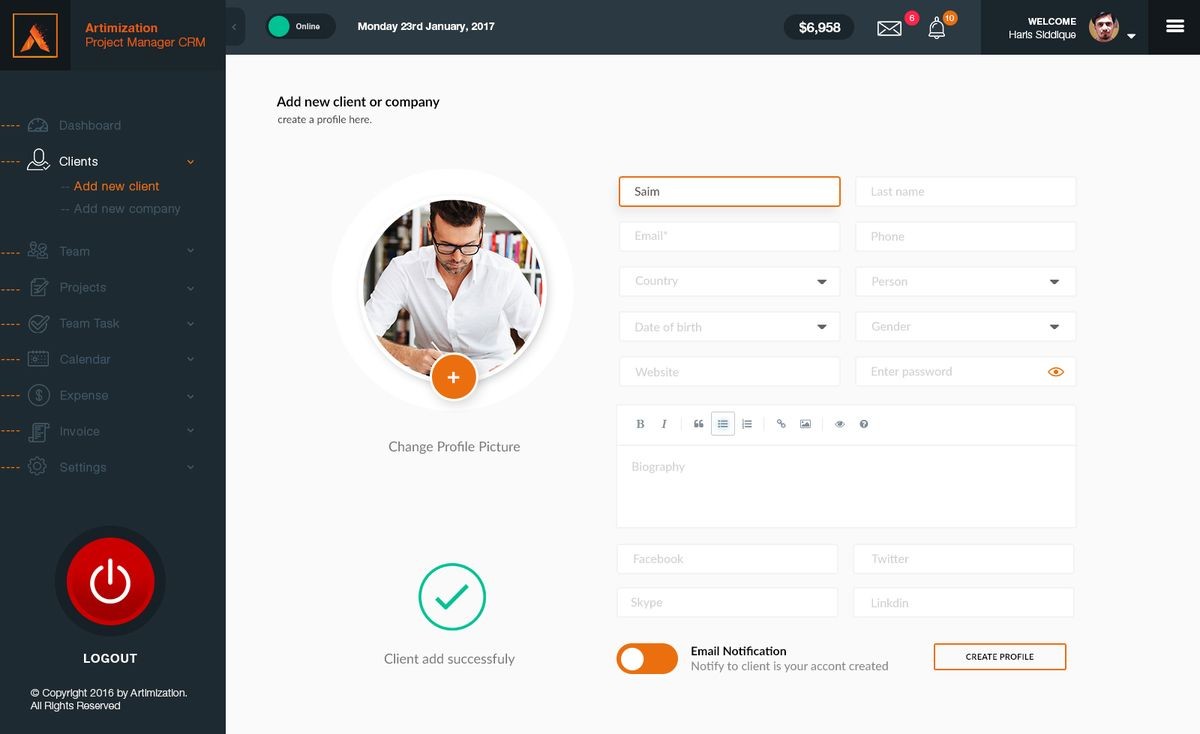 Artimization
Project Manager CRM
Online
Monday 23rd January, 2017
$6,958
6
10
WELCOME
Haris Siddique
Dashboard
Clients
-- Add new client
-- Add new company
Team
Projects
Team Task
Calendar
Expense
Invoice
Settings
LOGOUT
© Copyright 2016 by Artimization.
All Rights Reserved
Add new client or company
create a profile here.
Change Profile Picture
Client add successfuly
Saim
Last name
Email*
Phone
Country
Person
Date of birth
Gender
Website
Enter password
B I
Biography
Facebook
Twitter
Skype
Linkdin
Email Notification
Notify to client is your accont created
CREATE PROFILE